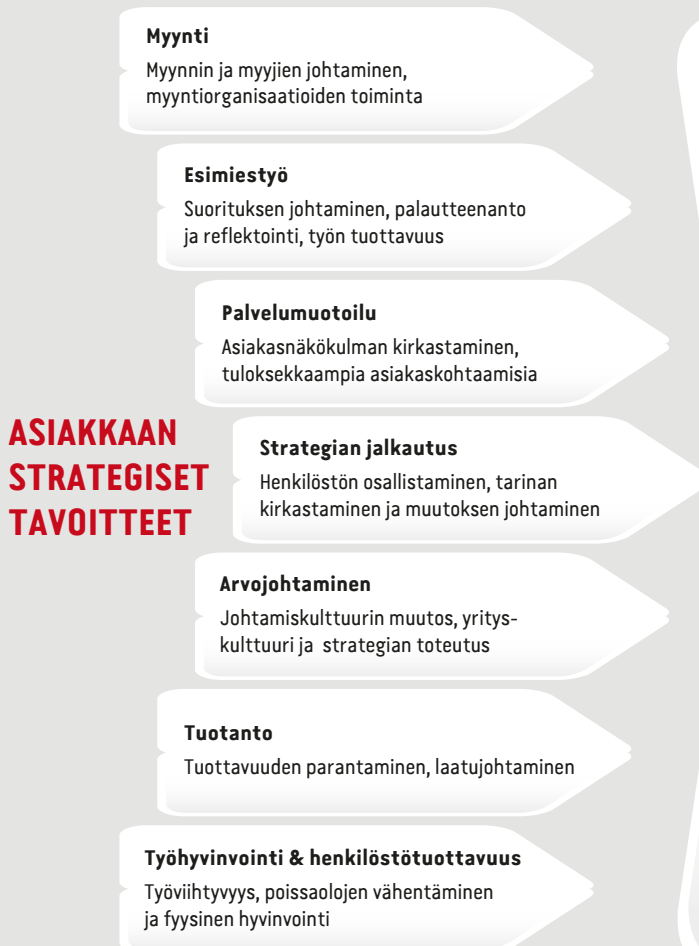 Myynti
Myynnin ja myyjien johtaminen,
myyntiorganisaatioiden toiminta
Esimiestyö
Suorituksen johtaminen, palautteenanto
ja reflektointi, työn tuottavuus
Palvelumuotoilu
Asiakasnäkökulman kirkastaminen,
tuloksekkaampia asiakaskohtaamisia
ASIAKKAAN
STRATEGISET
TAVOITTEET
Strategian jalkautus
Henkilöstön osallistaminen, tarinan
kirkastaminen ja muutoksen johtaminen
Arvojohtaminen
Johtamiskulttuurin muutos, yritys-
kulttuuri ja strategian toteutus
Tuotanto
Tuottavuuden parantaminen, laatujohtaminen
Työhyvinvointi & henkilöstötuottavuus
Työviihtyvyys, poissaolojen vähentäminen
ja fyysinen hyvinvointi